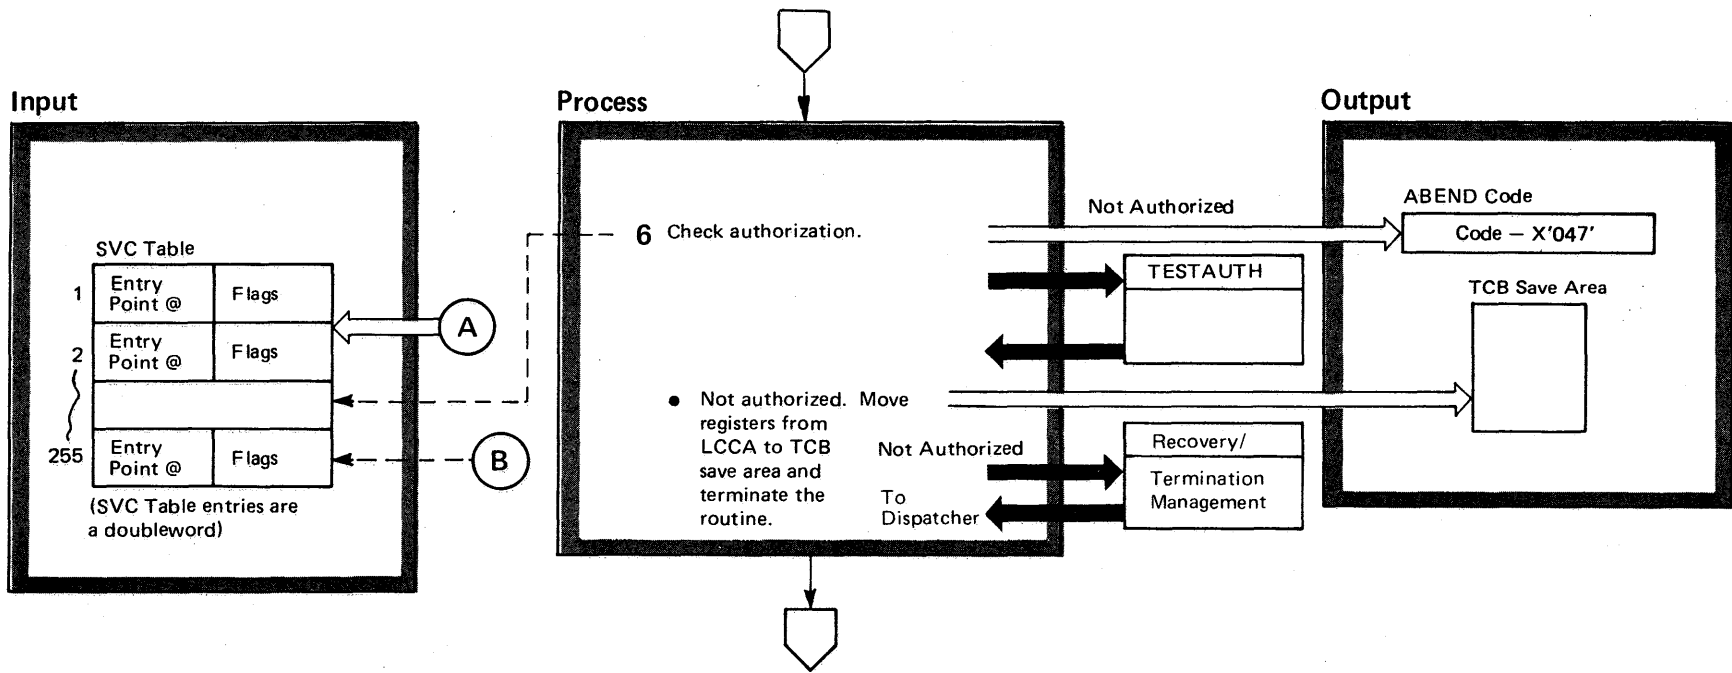 Input
SVC Table
1
Entry
Point @
Flags
A
2
Entry
Point @
Flags
255
Entry
Point @
Flags
B
(SVC Table entries are
a doubleword)
Process
6 Check authorization.
Not Authorized
TESTAUTH
• Not authorized. Move
registers from
LCCA to TCB
save area and
terminate the
routine.
Not Authorized
To
Dispatcher
Recovery/
Termination
Management
Output
ABEND Code
Code — X'047'
TCB Save Area